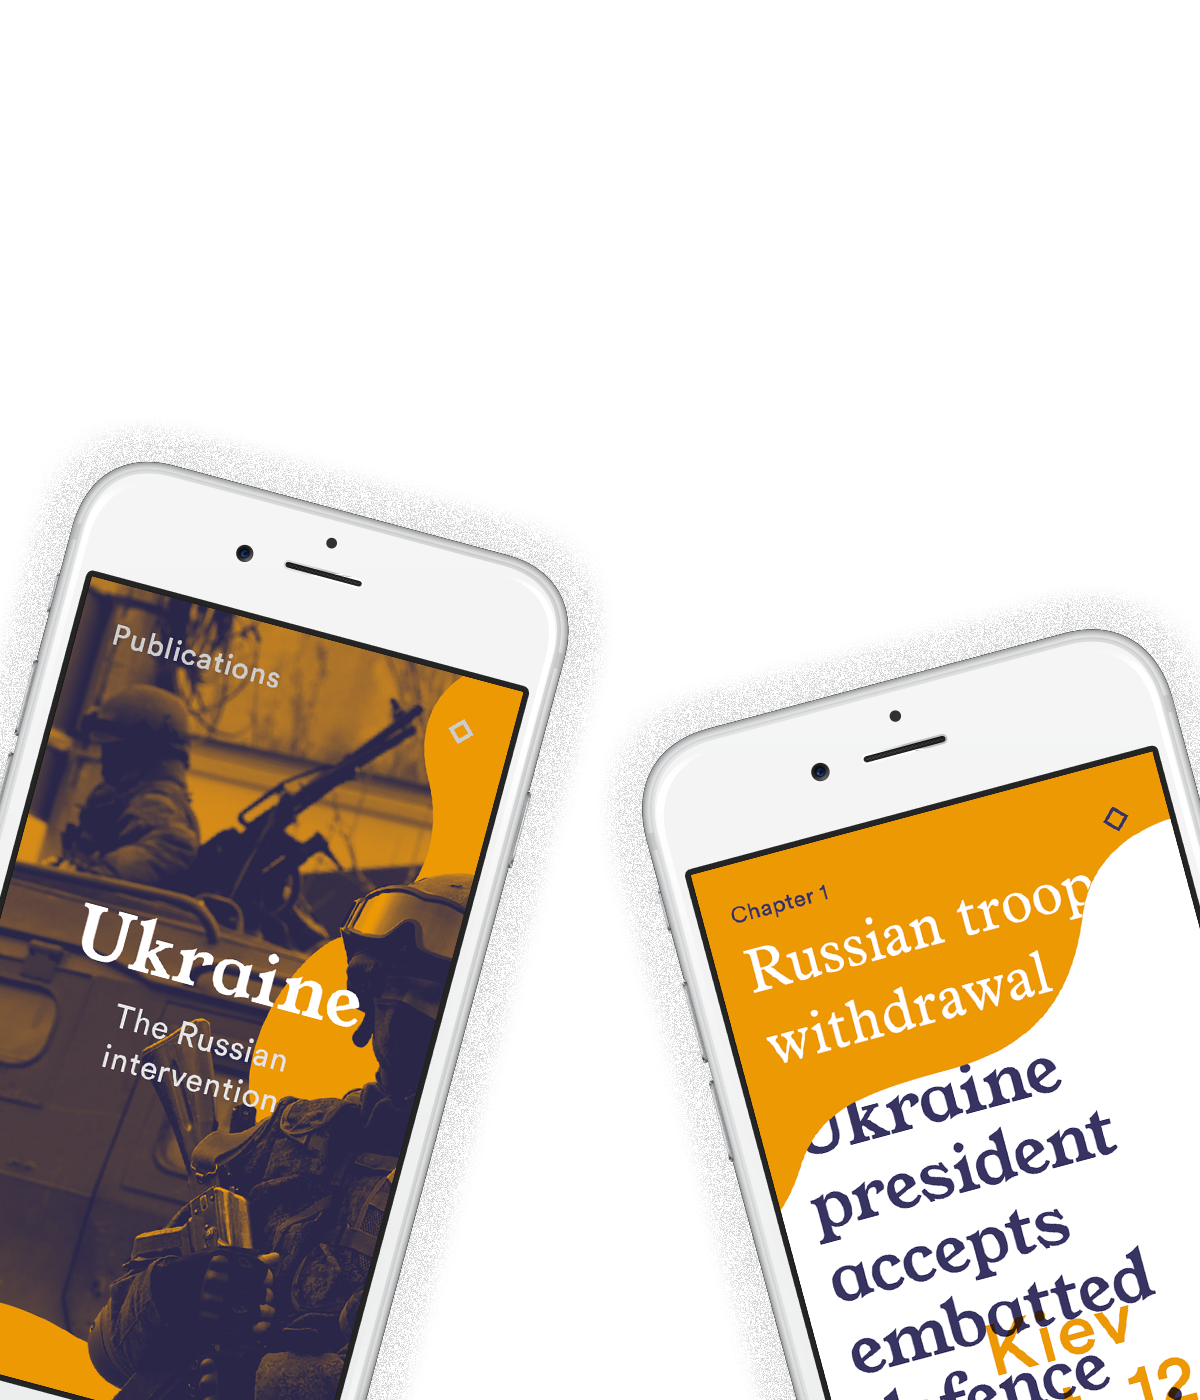 Publications
Ukraine
The Russian
intervention
Chapter 1
Russian troop
withdrawal
Ukraine
president
accepts
embatted
defence
Kiev
12